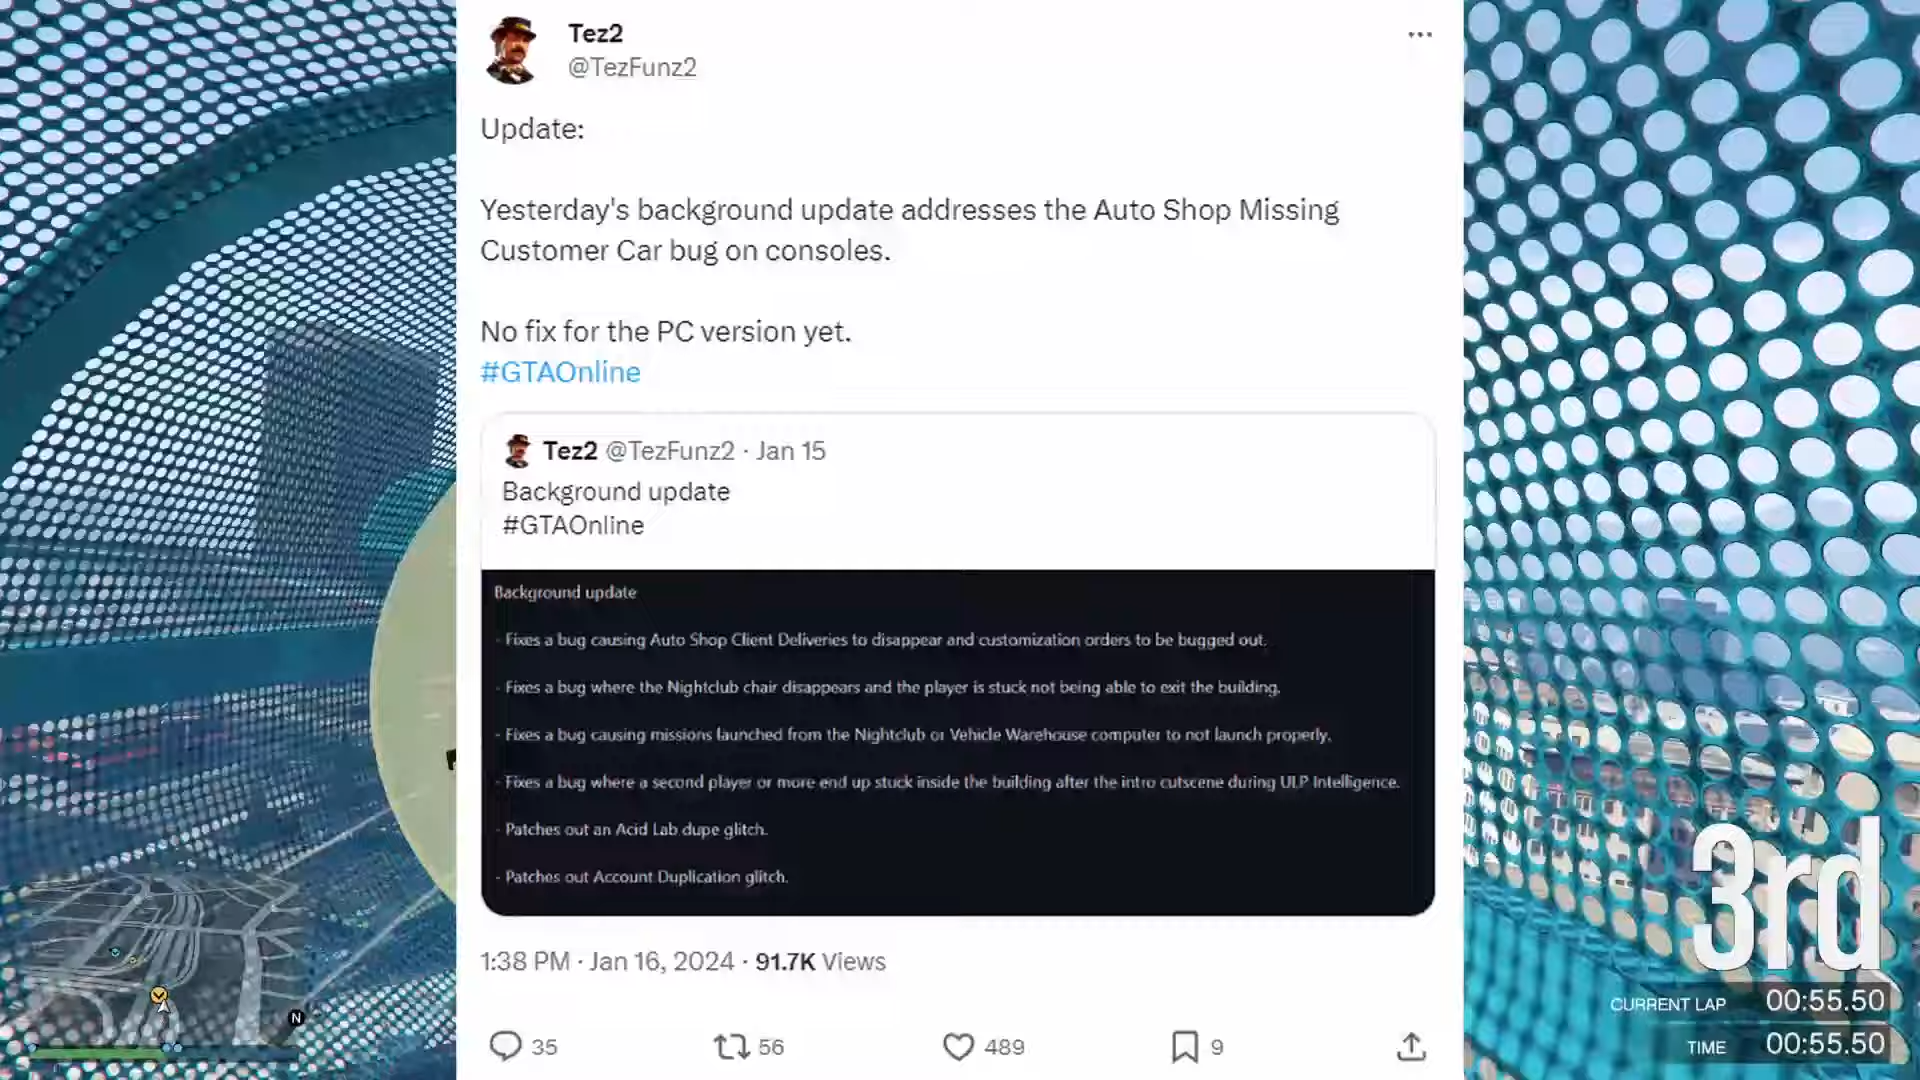 Tez2
@TezFunz2
Update:
Yesterday's background update addresses the Auto Shop Missing
Customer Car bug on consoles.
No fix for the PC version yet.
#GTAOnline
Tez2 @TezFunz2 · Jan 15
Background update
#GTAOnline
Background update
- Fixes a bug causing Auto Shop Client Deliveries to disappear and customization orders to be bugged out.
- Fixes a bug where the Nightclub chair disappears and the player is stuck not being able to exit the building.
- Fixes a bug causing missions launched from the Nightclub or Vehicle Warehouse computer to not launch properly.
- Fixes a bug where a second player or more end up stuck inside the building after the intro cutscene during ULP Intelligence.
- Patches out an Acid Lab dupe glitch.
- Patches out Account Duplication glitch.
1:38 PM · Jan 16, 2024 · 91.7K Views
35 56 489 9
N
3rd
CURRENT LAP 00:55.50
TIME 00:55.50